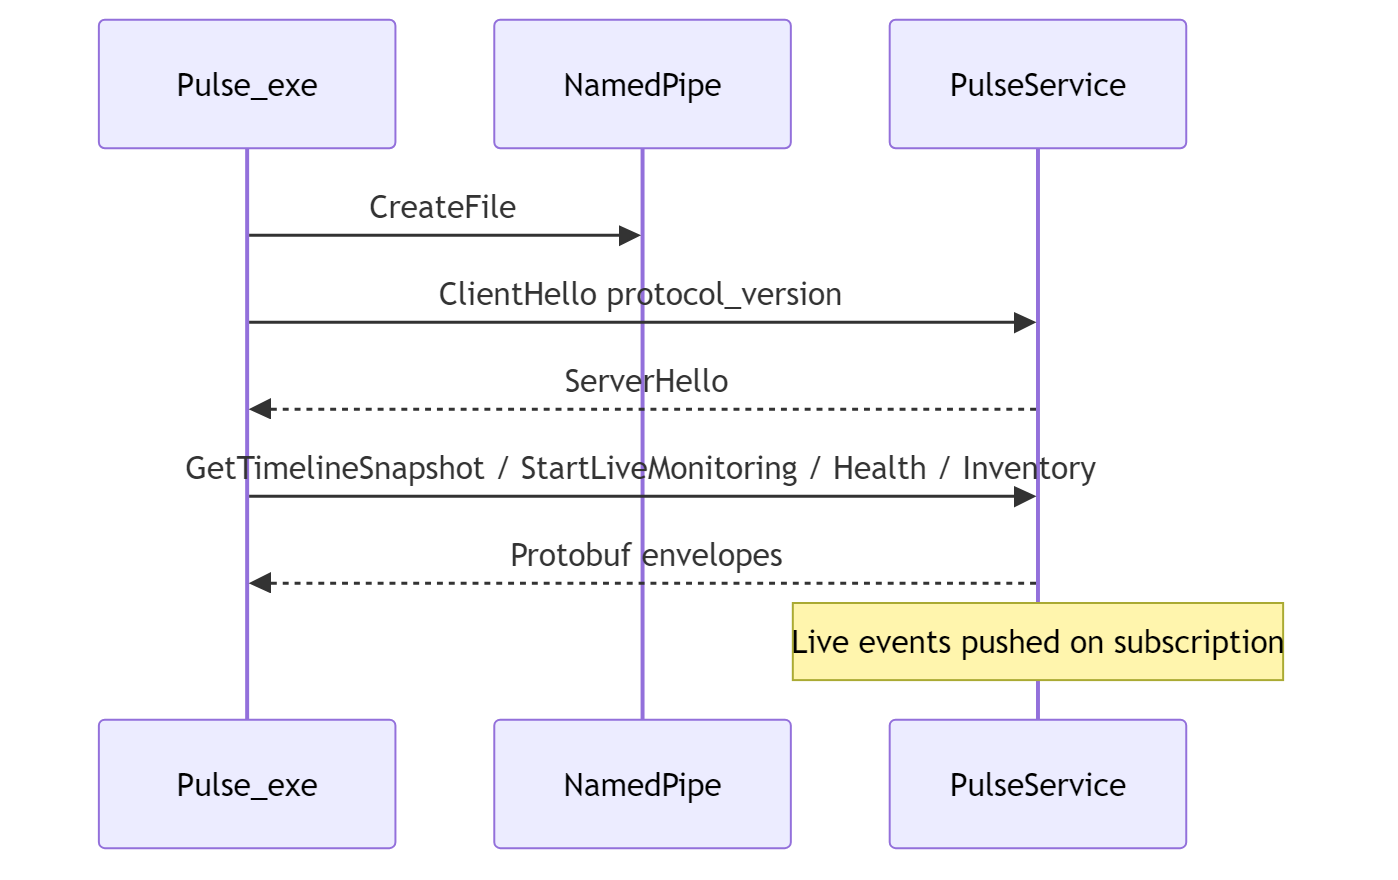 Pulse_exe
NamedPipe
PulseService
CreateFile
ClientHello protocol_version
ServerHello
GetTimelineSnapshot / StartLiveMonitoring / Health / Inventory
Protobuf envelopes
Live events pushed on subscription
Pulse_exe
NamedPipe
PulseService